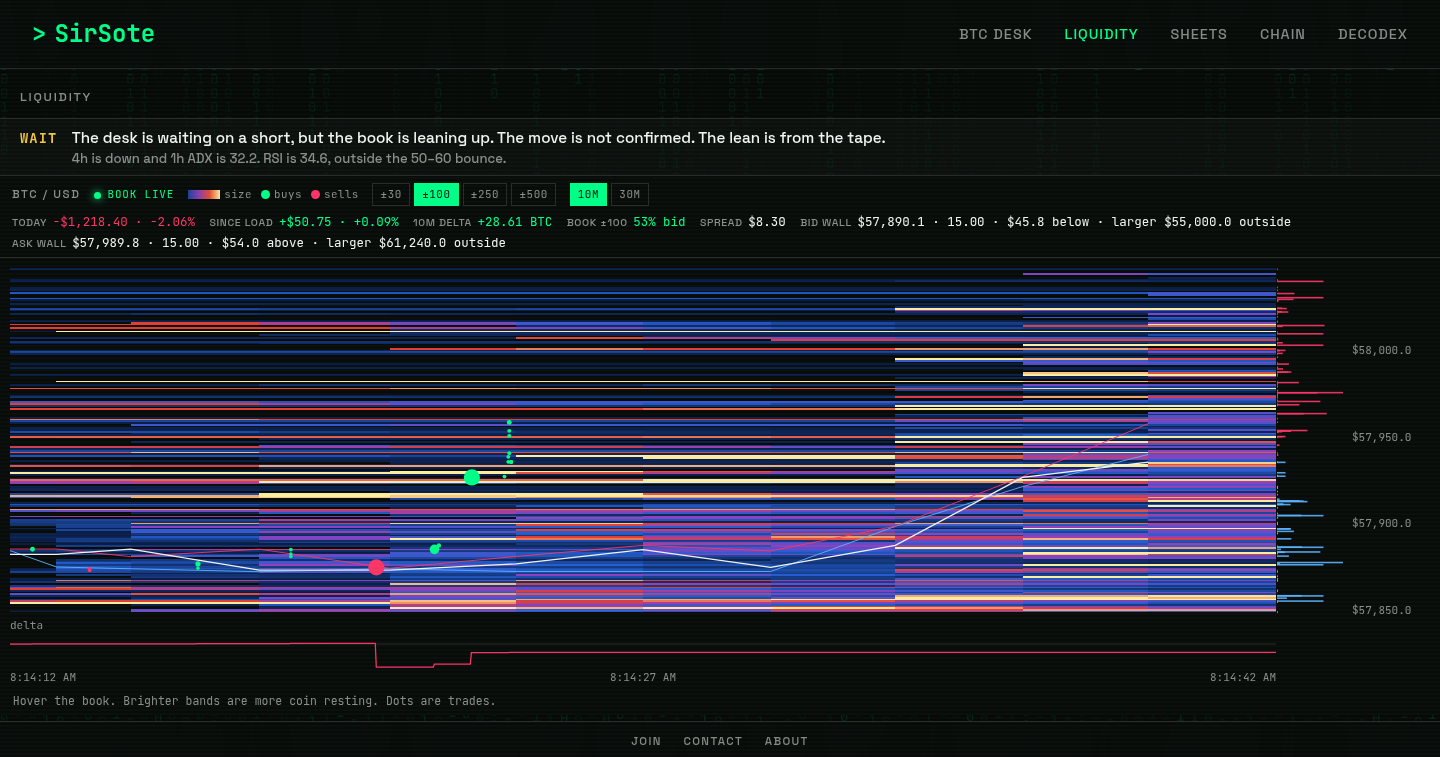 > SirSote
BTC DESK LIQUIDITY SHEETS CHAIN DECODEX
LIQUIDITY
WAIT The desk is waiting on a short, but the book is leaning up. The move is not confirmed. The lean is from the tape.
4h is down and 1h ADX is 32.2. RSI is 34.6, outside the 50–60 bounce.
BTC / USD BOOK LIVE size buys sells ±30 ±100 ±250 ±500 10M 30M
TODAY -$1,218.40 · -2.06% SINCE LOAD +$50.75 · +0.09% 10M DELTA +28.61 BTC BOOK ±100 53% bid SPREAD $8.30 BID WALL $57,890.1 · 15.00 · $45.8 below · larger $55,000.0 outside
ASK WALL $57,989.8 · 15.00 · $54.0 above · larger $61,240.0 outside
$58,000.0
$57,950.0
$57,900.0
$57,850.0
delta
8:14:12 AM 8:14:27 AM 8:14:42 AM
Hover the book. Brighter bands are more coin resting. Dots are trades.
JOIN CONTACT ABOUT